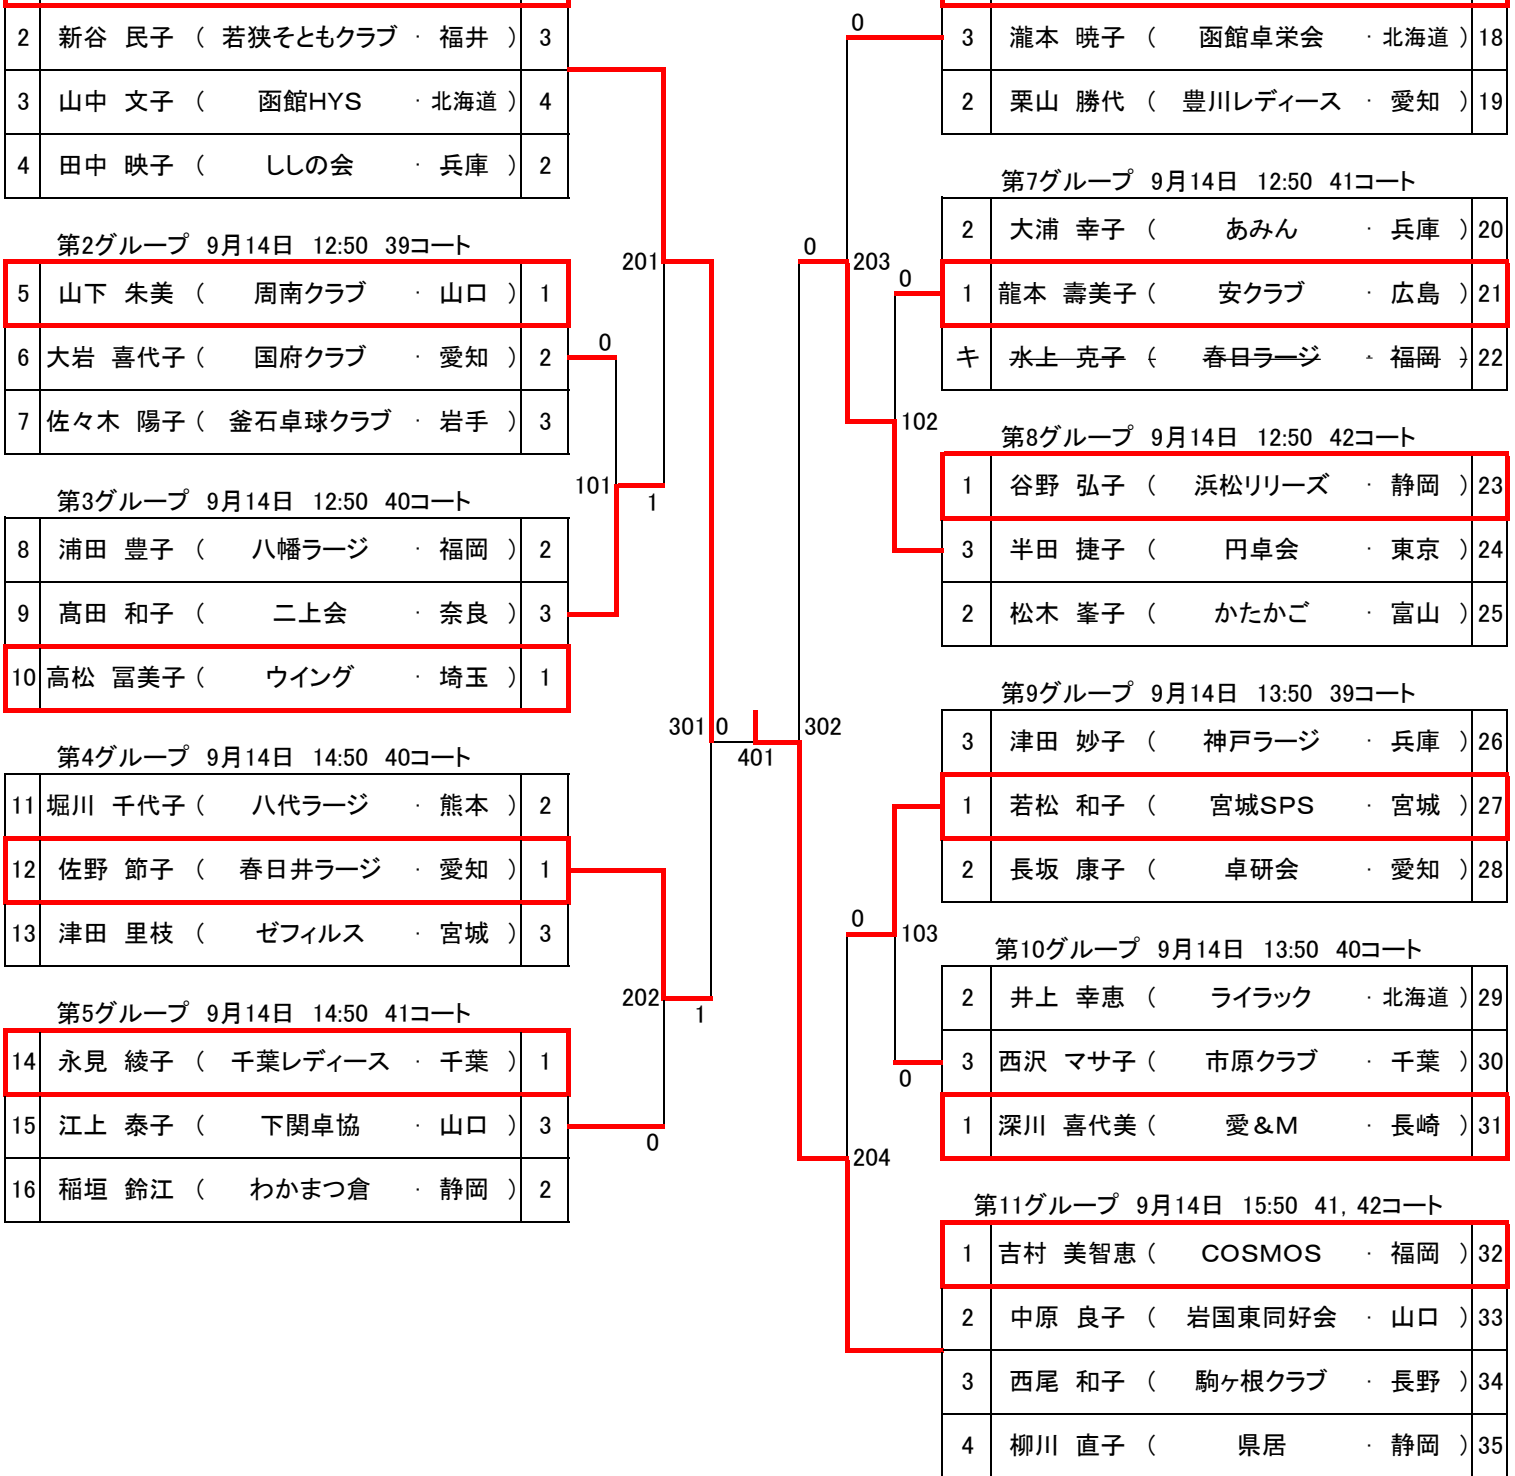 2 新谷 民子 ( 若狭そともクラブ ・ 福井 ) 3
3 山中 文子 ( 函館HYS ・ 北海道 ) 4
4 田中 映子 ( ししの会 ・ 兵庫 ) 2
第2グループ 9月14日 12:50 39コート
5 山下 朱美 ( 周南クラブ ・ 山口 ) 1
6 大岩 喜代子 ( 国府クラブ ・ 愛知 ) 2
7 佐々木 陽子 ( 釜石卓球クラブ ・ 岩手 ) 3
第3グループ 9月14日 12:50 40コート
8 浦田 豊子 ( 八幡ラージ ・ 福岡 ) 2
9 髙田 和子 ( 二上会 ・ 奈良 ) 3
10 高松 冨美子 ( ウイング ・ 埼玉 ) 1
第4グループ 9月14日 14:50 40コート
11 堀川 千代子 ( 八代ラージ ・ 熊本 ) 2
12 佐野 節子 ( 春日井ラージ ・ 愛知 ) 1
13 津田 里枝 ( ゼフィルス ・ 宮城 ) 3
第5グループ 9月14日 14:50 41コート
14 永見 綾子 ( 千葉レディース ・ 千葉 ) 1
15 江上 泰子 ( 下関卓協 ・ 山口 ) 3
16 稲垣 鈴江 ( わかまつ倉 ・ 静岡 ) 2
201
0
101
1
301
0
401
202
1
0
0
0
203
0
102
302
0
103
0
204
3 瀧本 暁子 ( 函館卓栄会 ・ 北海道 ) 18
2 栗山 勝代 ( 豊川レディース ・ 愛知 ) 19
第7グループ 9月14日 12:50 41コート
2 大浦 幸子 ( あみん ・ 兵庫 ) 20
1 龍本 壽美子 ( 安クラブ ・ 広島 ) 21
キ 水上 克子 ( 春日ラージ ・ 福岡 ) 22
第8グループ 9月14日 12:50 42コート
1 谷野 弘子 ( 浜松リリーズ ・ 静岡 ) 23
3 半田 捷子 ( 円卓会 ・ 東京 ) 24
2 松木 峯子 ( かたかご ・ 富山 ) 25
第9グループ 9月14日 13:50 39コート
3 津田 妙子 ( 神戸ラージ ・ 兵庫 ) 26
1 若松 和子 ( 宮城SPS ・ 宮城 ) 27
2 長坂 康子 ( 卓研会 ・ 愛知 ) 28
第10グループ 9月14日 13:50 40コート
2 井上 幸恵 ( ライラック ・ 北海道 ) 29
3 西沢 マサ子 ( 市原クラブ ・ 千葉 ) 30
1 深川 喜代美 ( 愛&M ・ 長崎 ) 31
第11グループ 9月14日 15:50 41, 42コート
1 吉村 美智恵 ( COSMOS ・ 福岡 ) 32
2 中原 良子 ( 岩国東同好会 ・ 山口 ) 33
3 西尾 和子 ( 駒ヶ根クラブ ・ 長野 ) 34
4 柳川 直子 ( 県居 ・ 静岡 ) 35